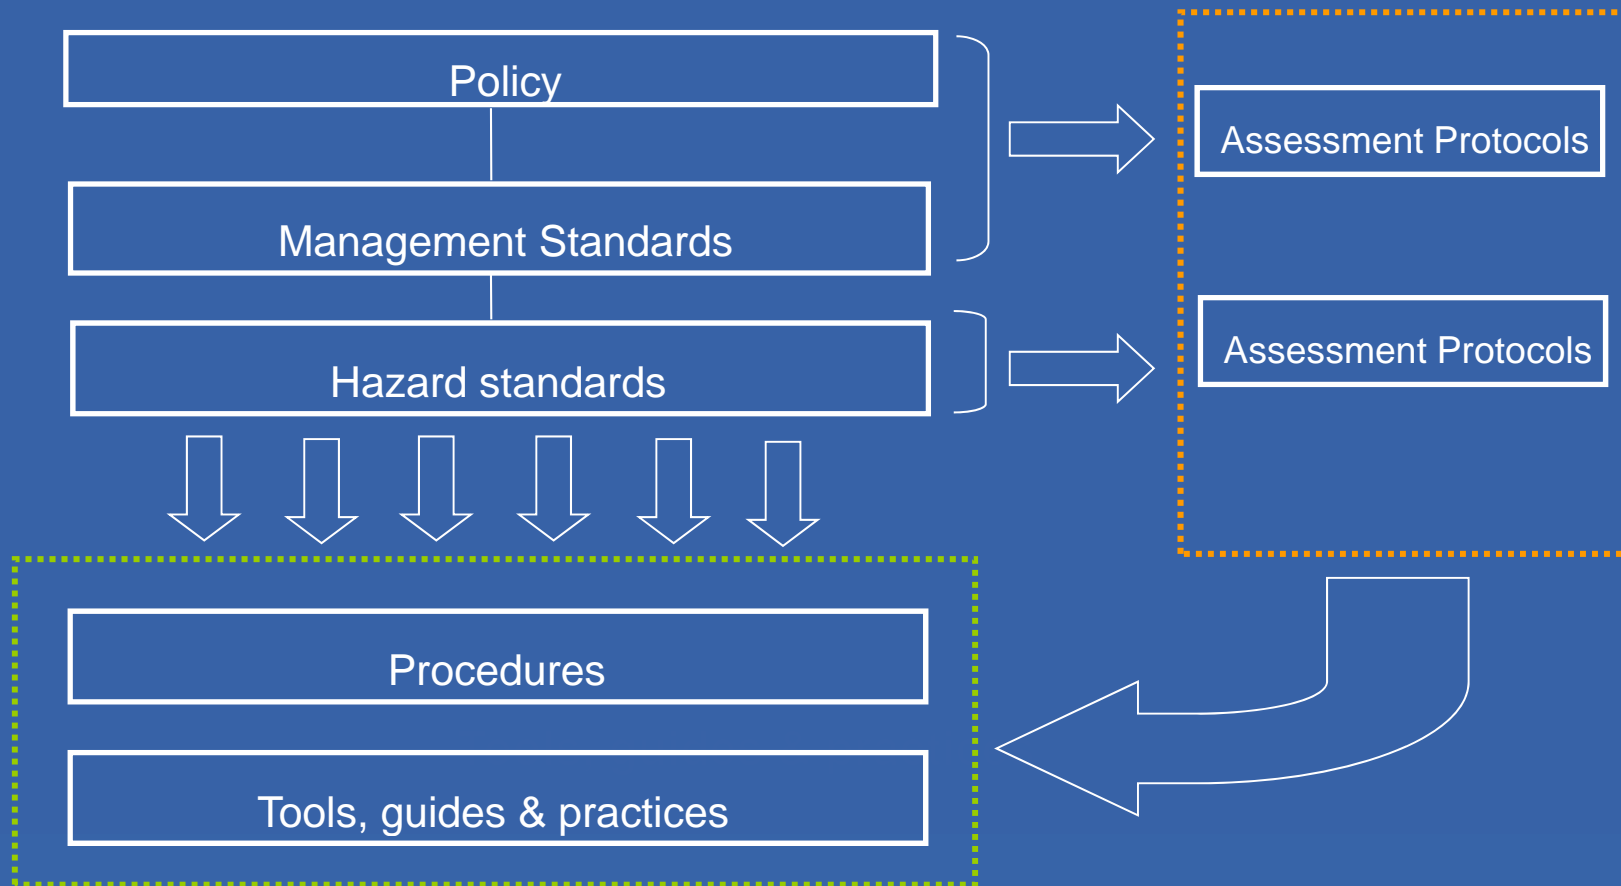 Policy
Assessment Protocols
Management Standards
Assessment Protocols
Hazard standards
Procedures
Tools, guides & practices